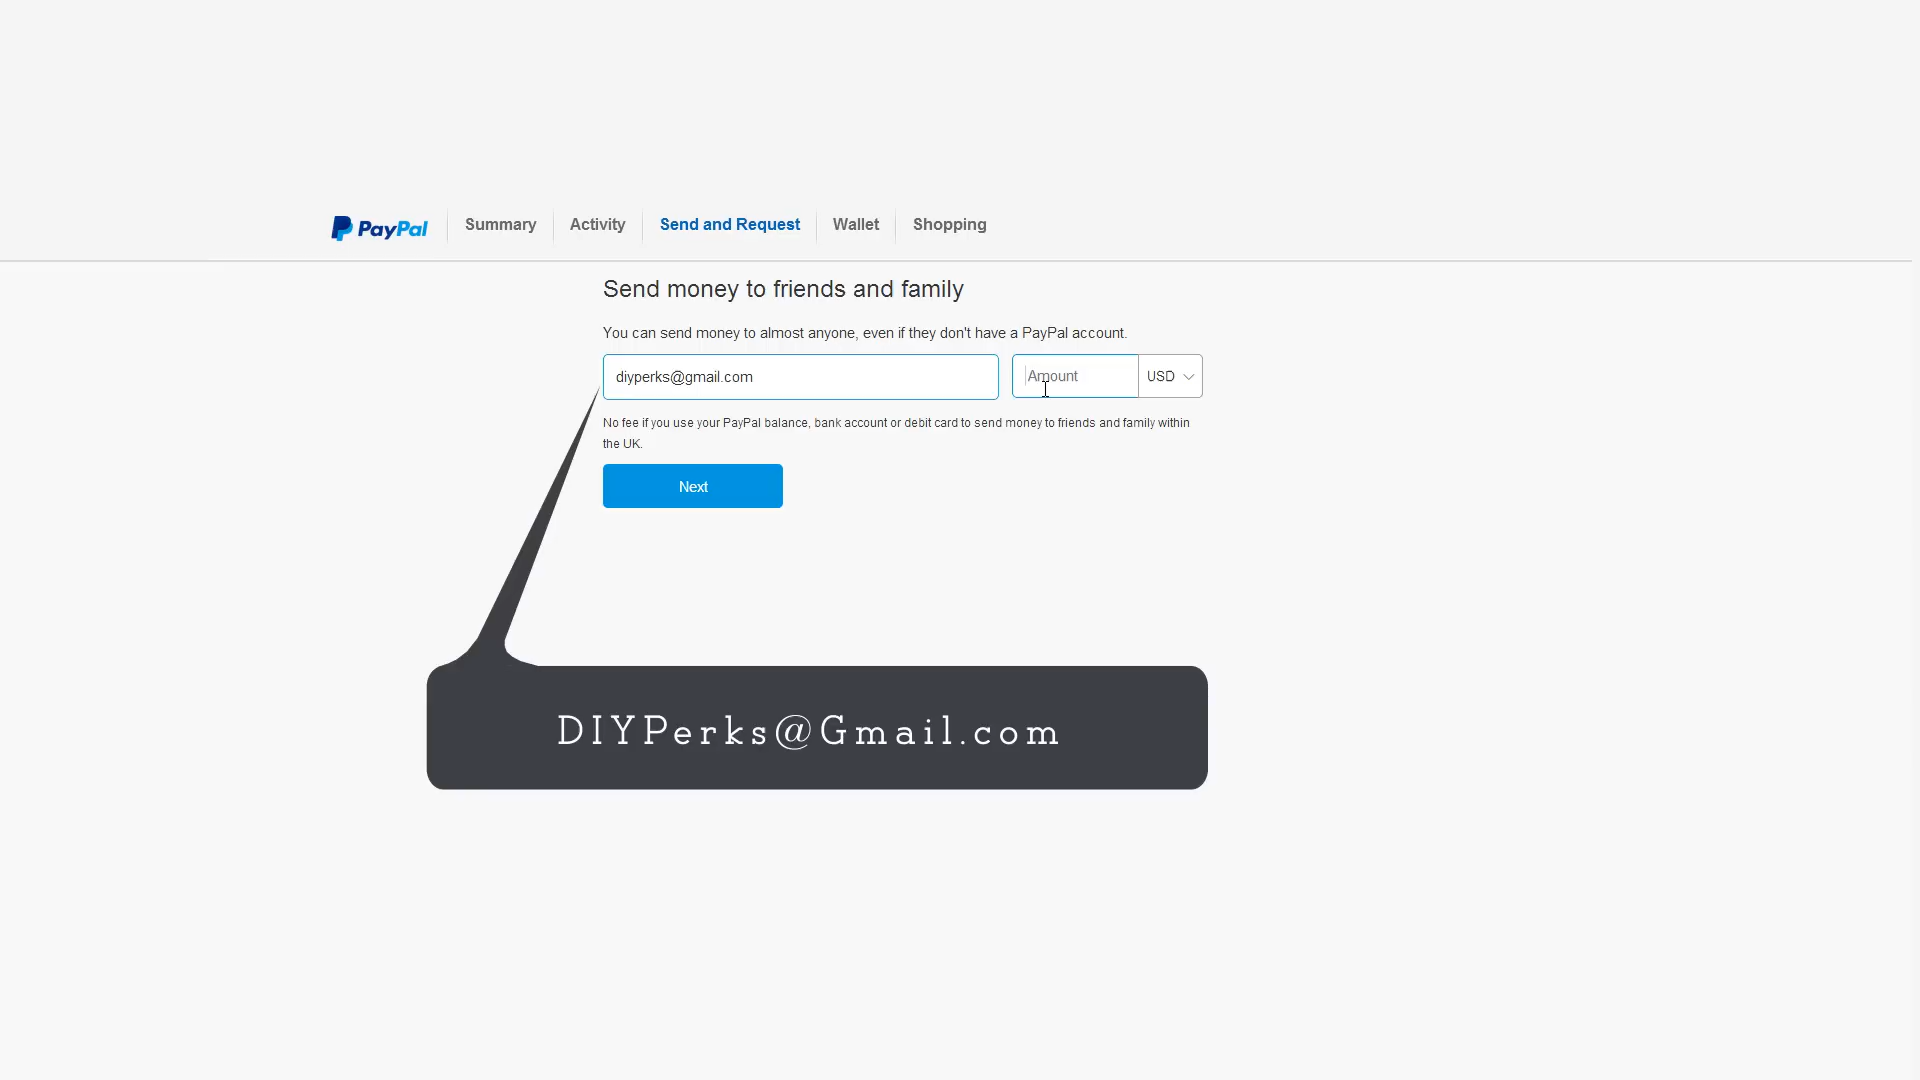 PayPal Summary Activity Send and Request Wallet Shopping
Send money to friends and family
You can send money to almost anyone, even if they don't have a PayPal account.
diyperks@gmail.com Amount USD
No fee if you use your PayPal balance, bank account or debit card to send money to friends and family within
the UK.
Next
DIYPerks@Gmail.com